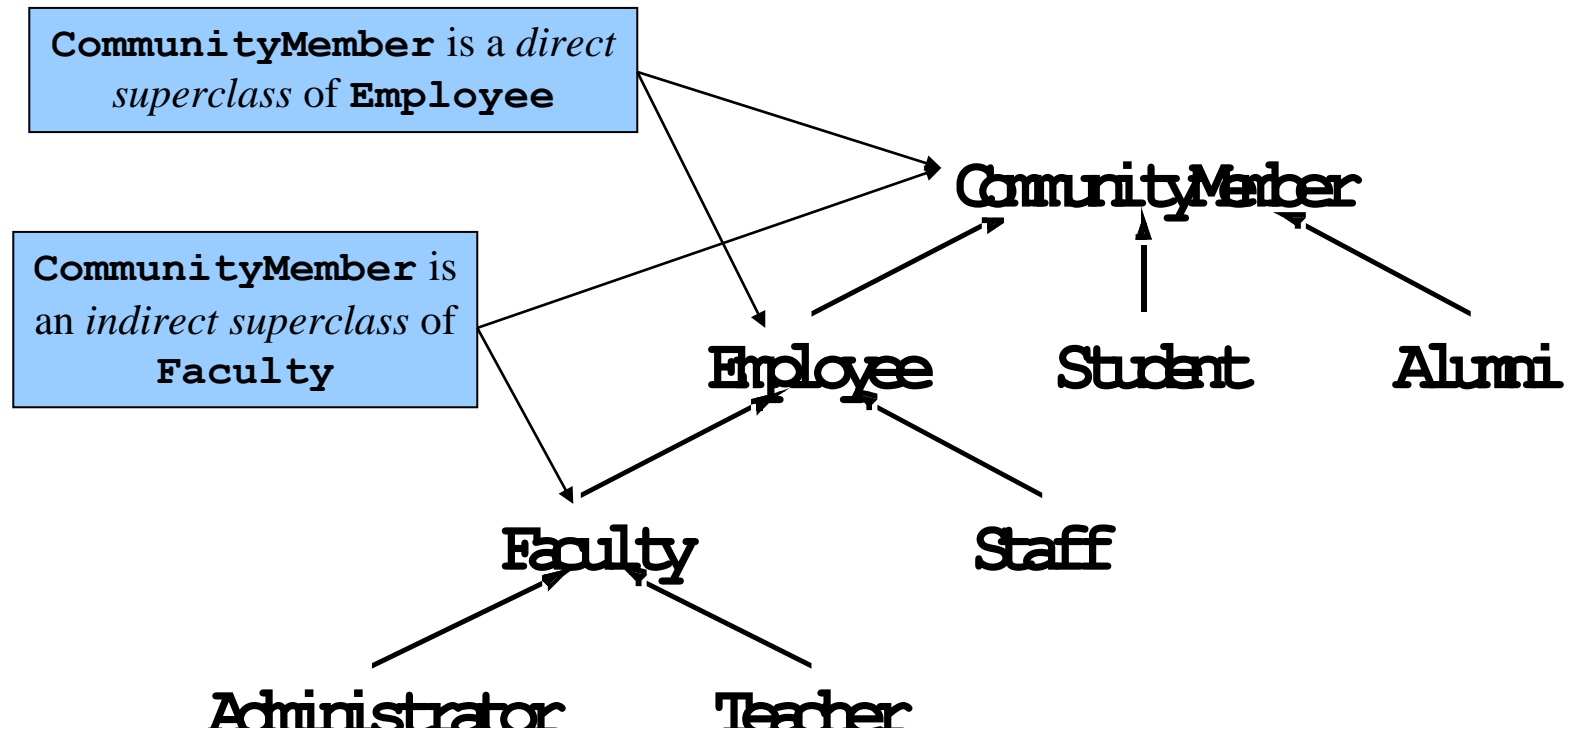 CommunityMember is a direct
superclass of Employee
CommunityMember
CommunityMember is
an indirect superclass of
Faculty
Employee Student Alumni
Faculty Staff
Administrator Teacher